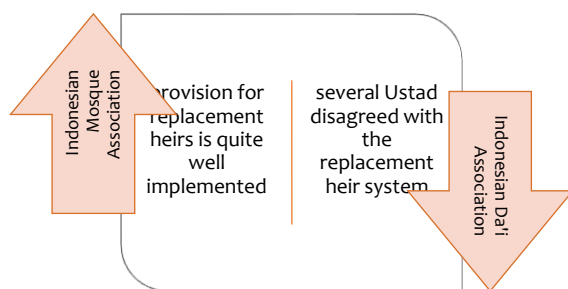 Indonesian
Mosque
Association
provision for
replacement
heirs is quite
well
implemented
several Ustad
disagreed with
the
replacement
heir system
Indonesian Da'i
Association